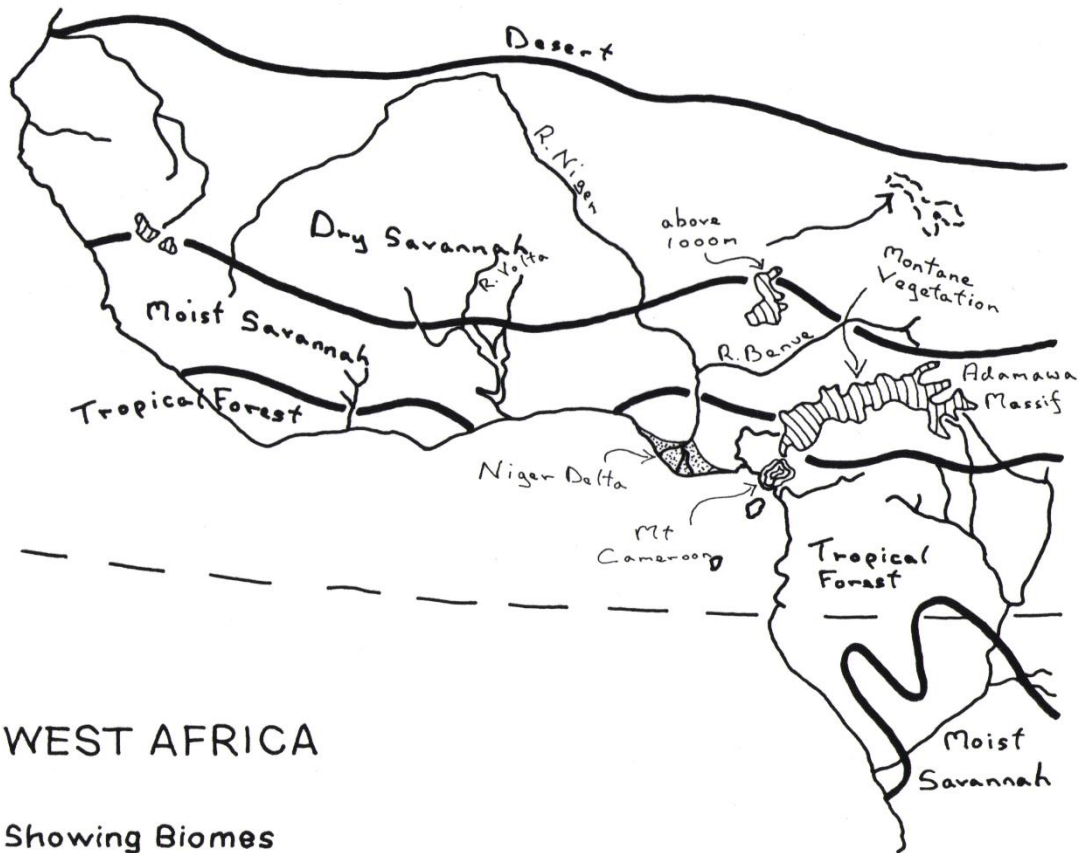 Desert
R. Niger
above
1000m
Dry Savannah
R. Volta
Montane
Vegetation
Moist Savannah
R. Benue
Adamawa
Massif
Tropical Forest
Niger Delta
Mt
Cameroon
Tropical
Forest
Moist
Savannah
WEST AFRICA
Showing Biomes